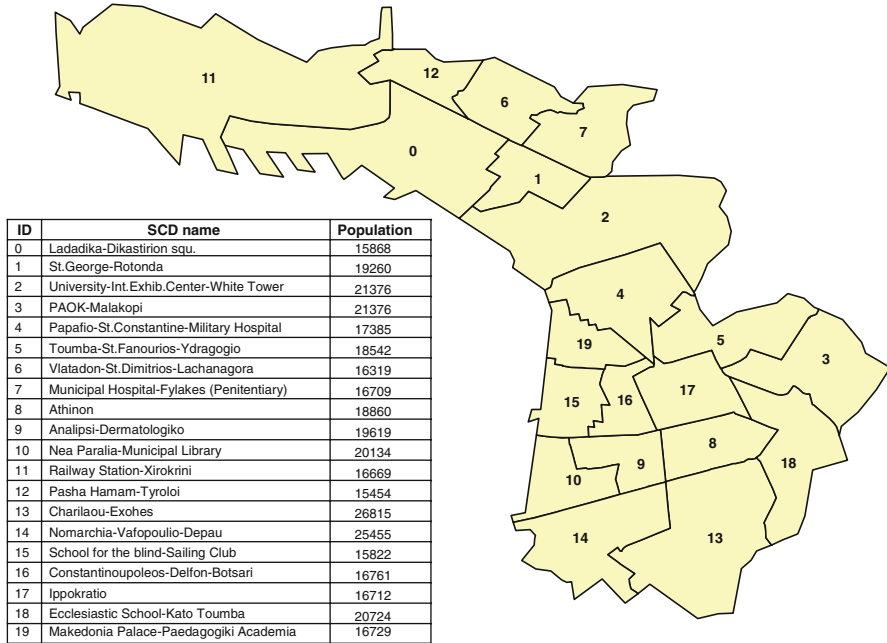 11
12
6
7
0
1
2
4
5
3
19
17
15
16
8
9
18
10
14
13
ID SCD name Population
0 Ladadika-Dikastirion squ. 15868
1 St.George-Rotonda 19260
2 University-Int.Exhib.Center-White Tower 21376
3 PAOK-Malakopi 21376
4 Papafio-St.Constantine-Military Hospital 17385
5 Toumba-St.Fanourios-Ydragogio 18542
6 Vlatadon-St.Dimitrios-Lachanagora 16319
7 Municipal Hospital-Fylakes (Penitentiary) 16709
8 Athinon 18860
9 Analipsi-Dermatologiko 19619
10 Nea Paralia-Municipal Library 20134
11 Railway Station-Xirokrini 16669
12 Pasha Hamam-Tyroloi 15454
13 Charilaou-Exohes 26815
14 Nomarchia-Vafopoulio-Depau 25455
15 School for the blind-Sailing Club 15822
16 Constantinoupoleos-Delfon-Botsari 16761
17 Ippokratio 16712
18 Ecclesiastic School-Kato Toumba 20724
19 Makedonia Palace-Paedagogiki Academia 16729